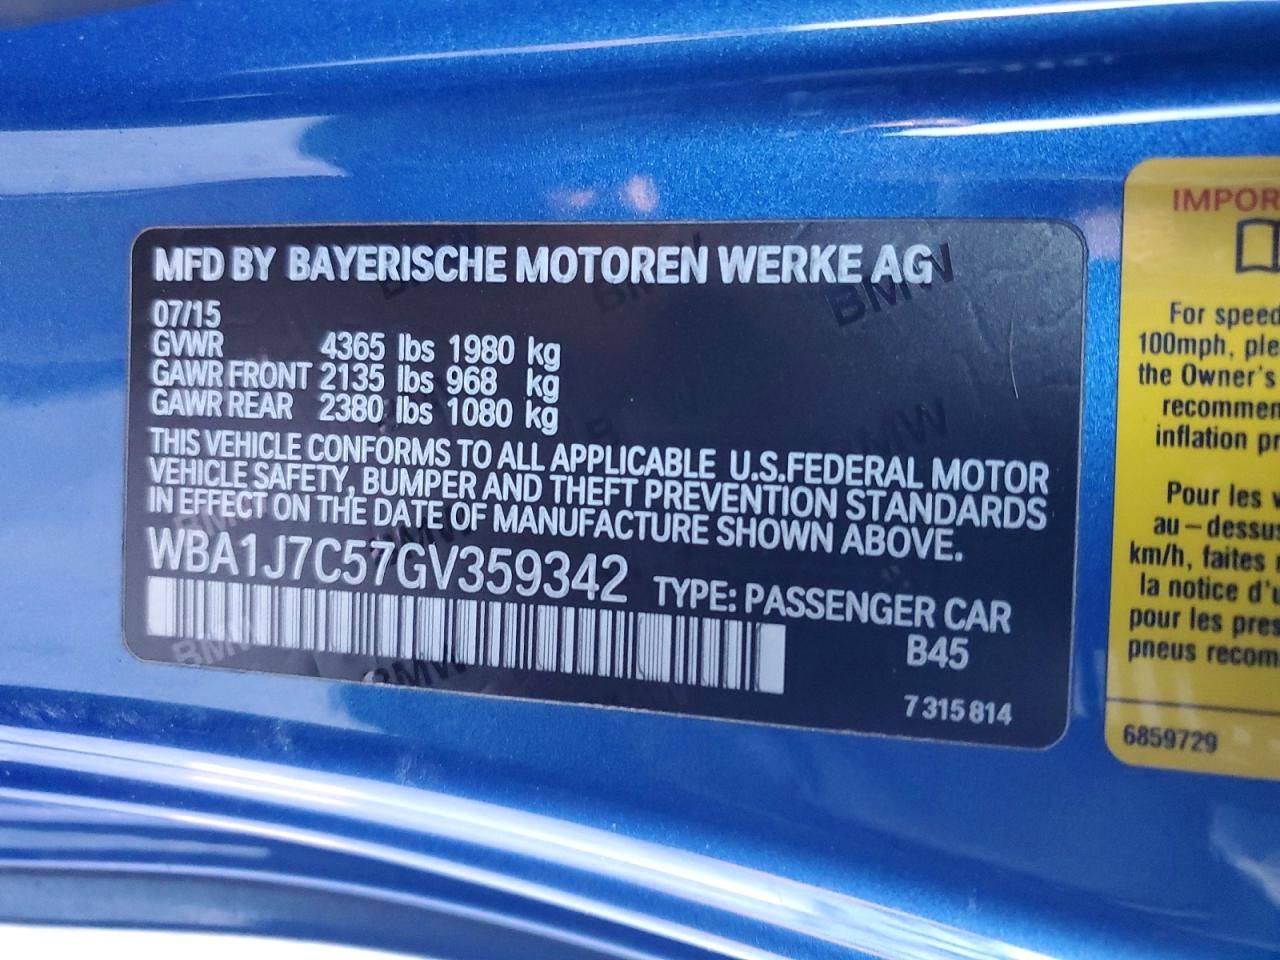 MFD BY BAYERISCHE MOTOREN WERKE AG
07/15
GVWR 4365 lbs 1980 kg
GAWR FRONT 2135 lbs 968 kg
GAWR REAR 2380 lbs 1080 kg
THIS VEHICLE CONFORMS TO ALL APPLICABLE U.S.FEDERAL MOTOR
VEHICLE SAFETY, BUMPER AND THEFT PREVENTION STANDARDS
IN EFFECT ON THE DATE OF MANUFACTURE SHOWN ABOVE.
WBA1J7C57GV359342 TYPE: PASSENGER CAR
B45
7 315 814
BMW
BMW
BMW
BMW
IMPOR
For speed
100mph, ple
the Owner's
recommen
inflation pr
Pour les v
au-dessus
km/h, faites
la notice d'u
pour les pres
pneus recom
6859729